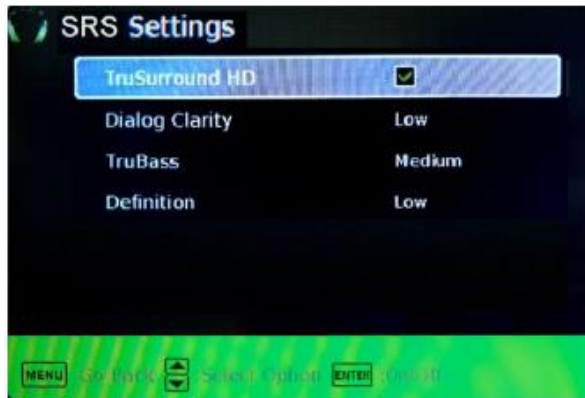 SRS Settings
TruSurround HD
Dialog Clarity Low
TruBass Medium
Definition Low
MENU :Go Back :Select Option ENTER :On/Off